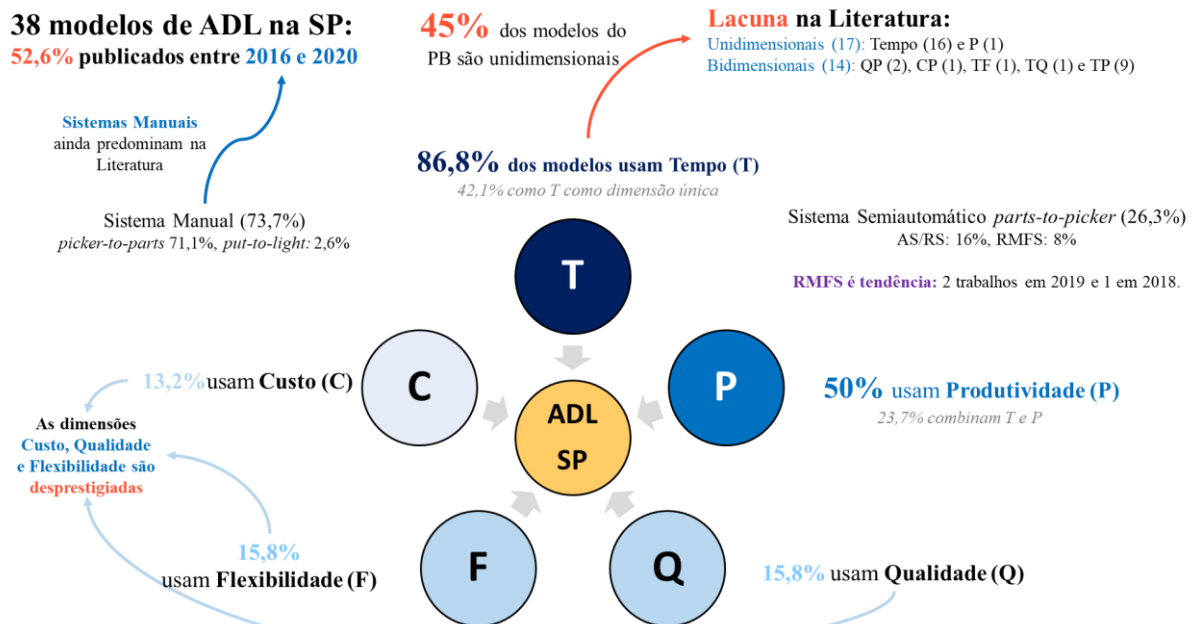 38 modelos de ADL na SP:
52,6% publicados entre 2016 e 2020
45% dos modelos do
PB são unidimensionais
Lacuna na Literatura:
Unidimensionais (17): Tempo (16) e P (1)
Bidimensionais (14): QP (2), CP (1), TF (1), TQ (1) e TP (9)
Sistemas Manuais
ainda predominam na
Literatura
86,8% dos modelos usam Tempo (T)
42,1% como T como dimensão única
Sistema Manual (73,7%)
picker-to-parts 71,1%, put-to-light: 2,6%
Sistema Semiautomático parts-to-picker (26,3%)
AS/RS: 16%, RMFS: 8%
RMFS é tendência: 2 trabalhos em 2019 e 1 em 2018.
T
C
P
ADL
SP
13,2% usam Custo (C)
50% usam Produtividade (P)
23,7% combinam T e P
As dimensões
Custo, Qualidade
e Flexibilidade são
desprestigiadas
F
Q
15,8%
usam Flexibilidade (F)
15,8% usam Qualidade (Q)